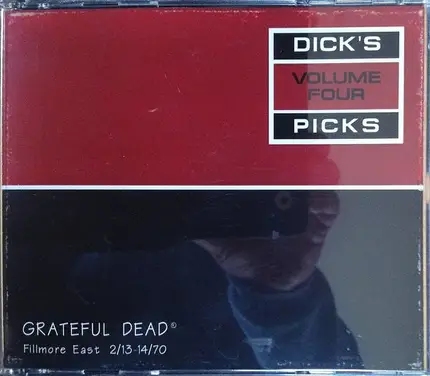 DICK'S
VOLUME
FOUR
PICKS
GRATEFUL DEAD®
Fillmore East 2/13-14/70